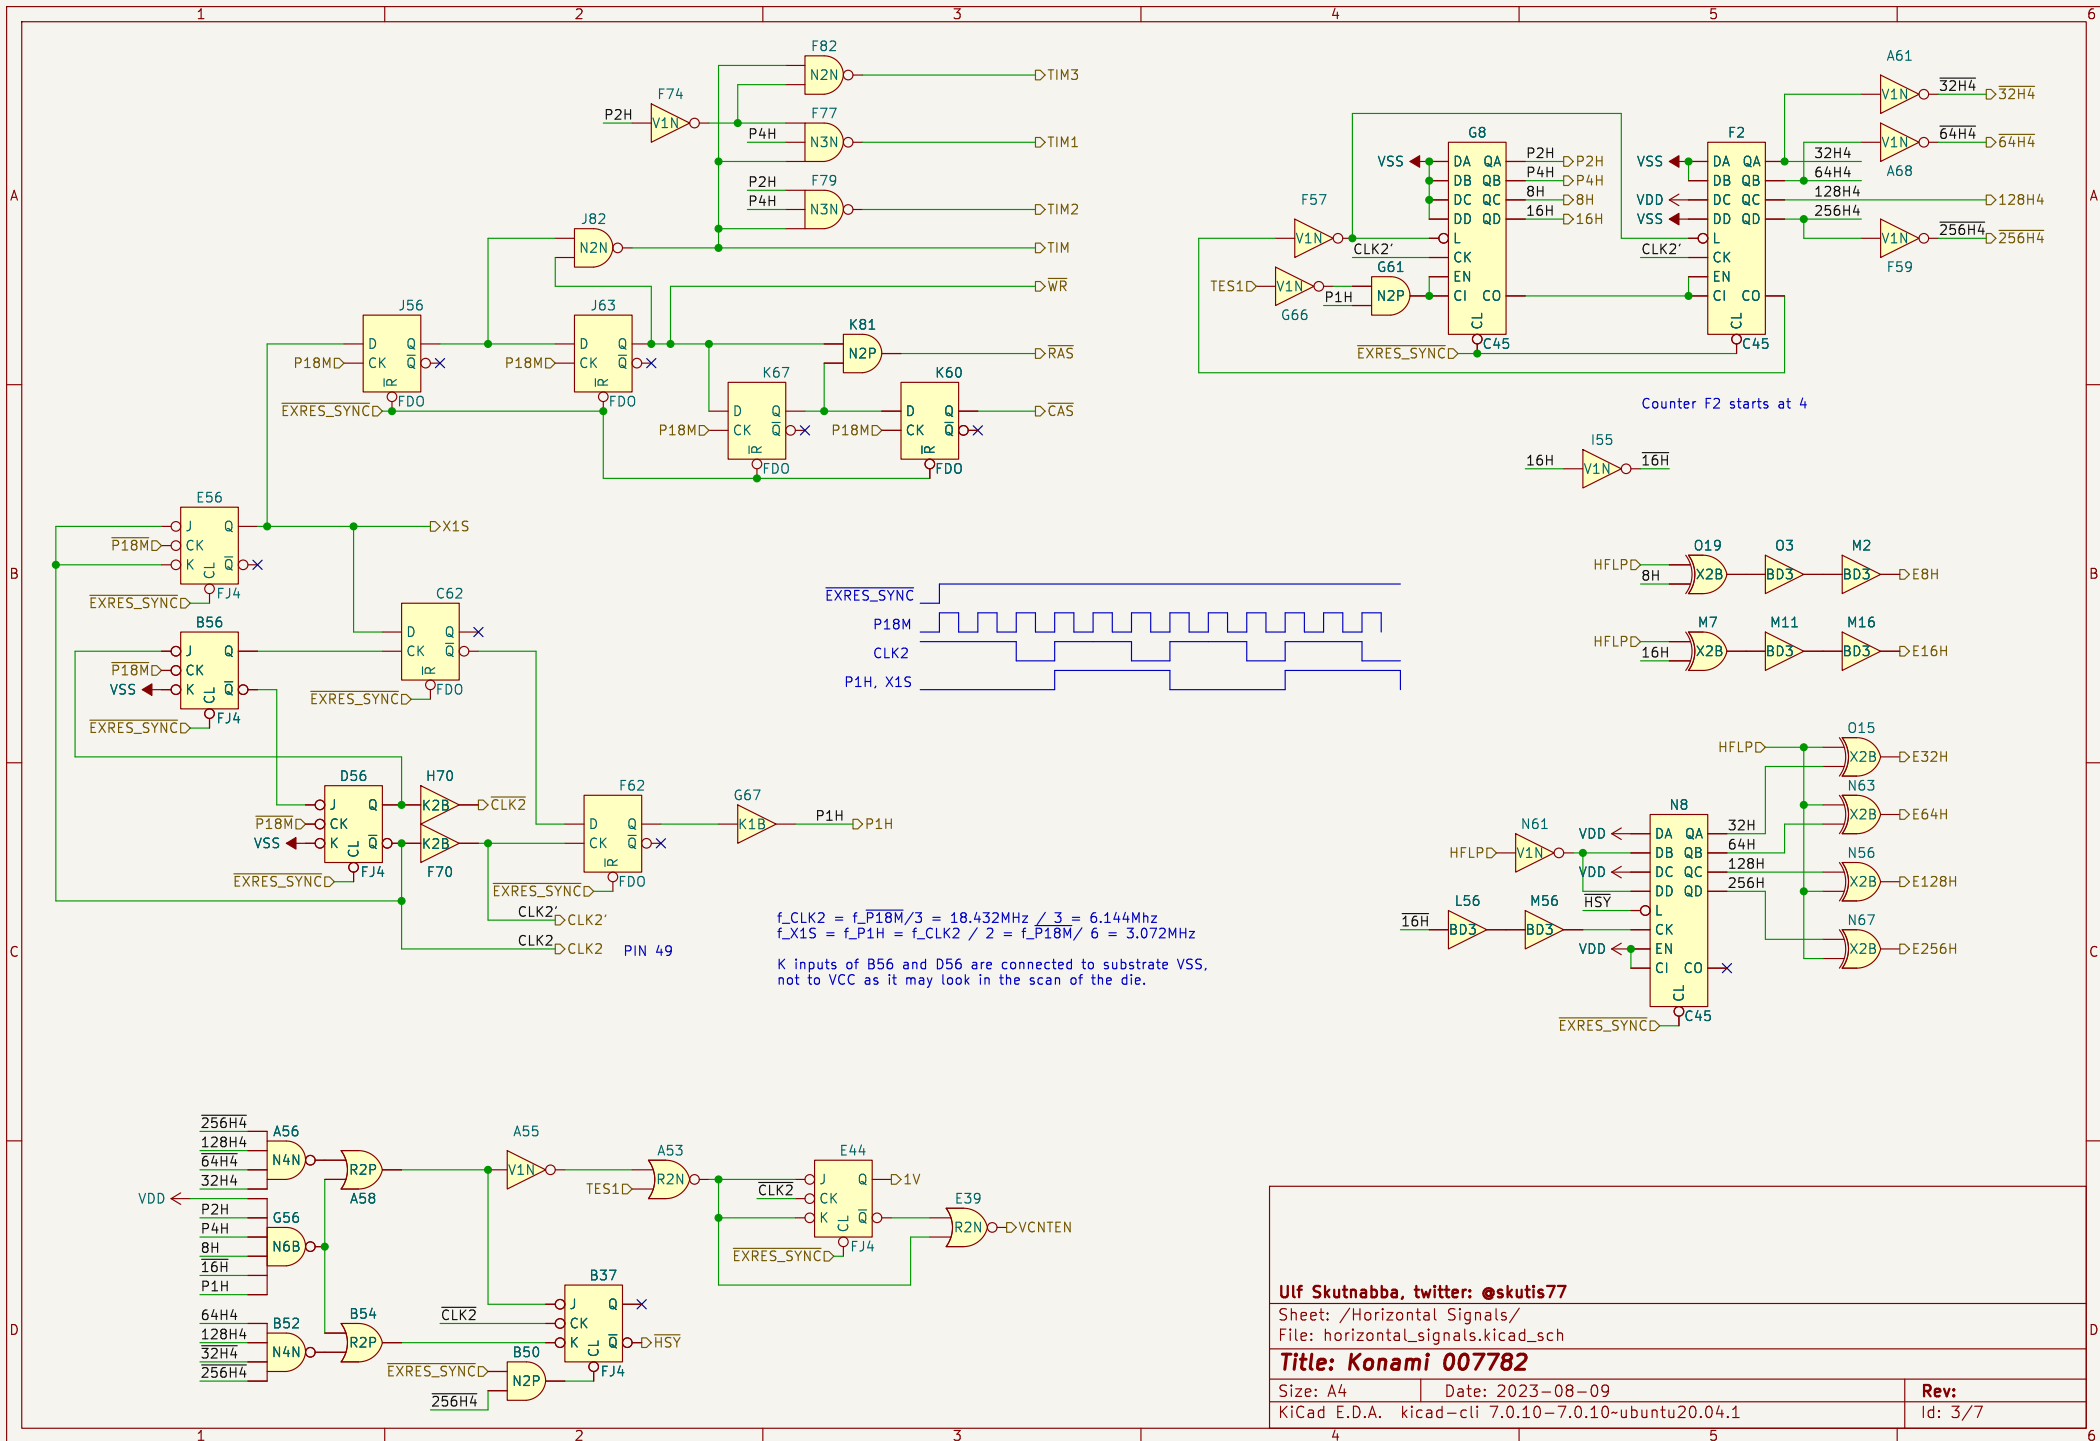 1 2 3 4 5 6
A
B
C
D
F82
N2N
TIM3
F74
P2H
V1N
F77
P4H
N3N
TIM1
P2H
P4H
F79
N3N
TIM2
J82
N2N
TIM
WR
J56
D Q
P18M CK Q
R
FDO
J63
D Q
P18M CK Q
R
FDO
EXRES_SYNC
K81
N2P
RAS
K67
D Q
P18M CK Q
R
FDO
K60
D Q
P18M CK Q
R
FDO
CAS
G8
VSS DA QA P2H P2H
DB QB P4H P4H
DC QC 8H 8H
DD QD 16H 16H
L
CLK2' CK
EN
CI CO
CL
C45
F57
V1N
TES1 V1N
G66
P1H
G61
N2P
EXRES_SYNC
F2
VSS DA QA 32H4
DB QB 64H4
VDD DC QC 128H4 128H4
VSS DD QD 256H4
L
CLK2' CK
EN
CI CO
CL
C45
A61
V1N 32H4 32H4
V1N 64H4 64H4
A68
V1N 256H4 256H4
F59
Counter F2 starts at 4
I55
16H V1N 16H
E56
J Q
P18M CK
K Q
CL
FJ4
EXRES_SYNC
X1S
B56
J Q
P18M CK
VSS K Q
CL
FJ4
EXRES_SYNC
C62
D Q
CK Q
R
FDO
EXRES_SYNC
EXRES_SYNC
P18M
CLK2
P1H, X1S
HFLP
8H
O19
X2B
O3
BD3
M2
BD3
E8H
HFLP
16H
M7
X2B
M11
BD3
M16
BD3
E16H
D56
J Q
P18M CK
VSS K Q
CL
FJ4
EXRES_SYNC
H70
K2B
CLK2
K2B
F70
F62
D Q
CK Q
R
FDO
EXRES_SYNC
G67
K1B
P1H P1H
CLK2' CLK2'
CLK2 CLK2 PIN 49
f_CLK2 = f_P18M/3 = 18.432MHz / 3 = 6.144Mhz
f_X1S = f_P1H = f_CLK2 / 2 = f_P18M/ 6 = 3.072MHz
K inputs of B56 and D56 are connected to substrate VSS,
not to VCC as it may look in the scan of the die.
HFLP
O15
X2B
E32H
N63
X2B
E64H
N56
X2B
E128H
N67
X2B
E256H
N8
VDD DA QA 32H
DB QB 64H
VDD DC QC 128H
DD QD 256H
HSY L
CK
VDD EN
CI CO
CL
C45
EXRES_SYNC
N61
HFLP V1N
16H
L56
BD3
M56
BD3
256H4
128H4
64H4
32H4
A56
N4N
VDD
P2H
P4H
8H
16H
P1H
G56
N6B
64H4
128H4
32H4
256H4
B52
N4N
R2P
A58
B54
R2P
A55
V1N
TES1
A53
R2N
E44
J Q 1V
CLK2 CK
K Q
CL
FJ4
EXRES_SYNC
E39
R2N
VCNTEN
B37
J Q
CLK2 CK
K Q HSY
CL
FJ4
B50
EXRES_SYNC
N2P
256H4
Ulf Skutnabba, twitter: @skutis77
Sheet: /Horizontal Signals/
File: horizontal_signals.kicad_sch
Title: Konami 007782
Size: A4 Date: 2023-08-09 Rev:
KiCad E.D.A. kicad-cli 7.0.10-7.0.10~ubuntu20.04.1 Id: 3/7
1 2 3 4 5 6
A
B
C
D